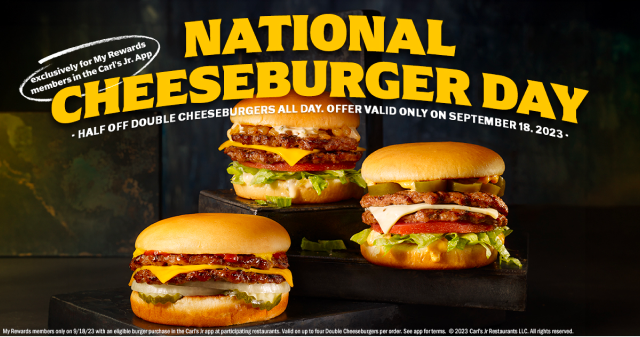 NATIONAL
exclusively for My Rewards
members in the Carl's Jr. App
CHEESEBURGER DAY
· HALF OFF DOUBLE CHEESEBURGERS ALL DAY. OFFER VALID ONLY ON SEPTEMBER 18, 2023 ·
My Rewards members only on 9/18/23 with an eligible burger purchase in the Carl's Jr app at participating restaurants. Valid on up to four Double Cheeseburgers per order. See app for terms. © 2023 Carl's Jr Restaurants LLC. All rights reserved.